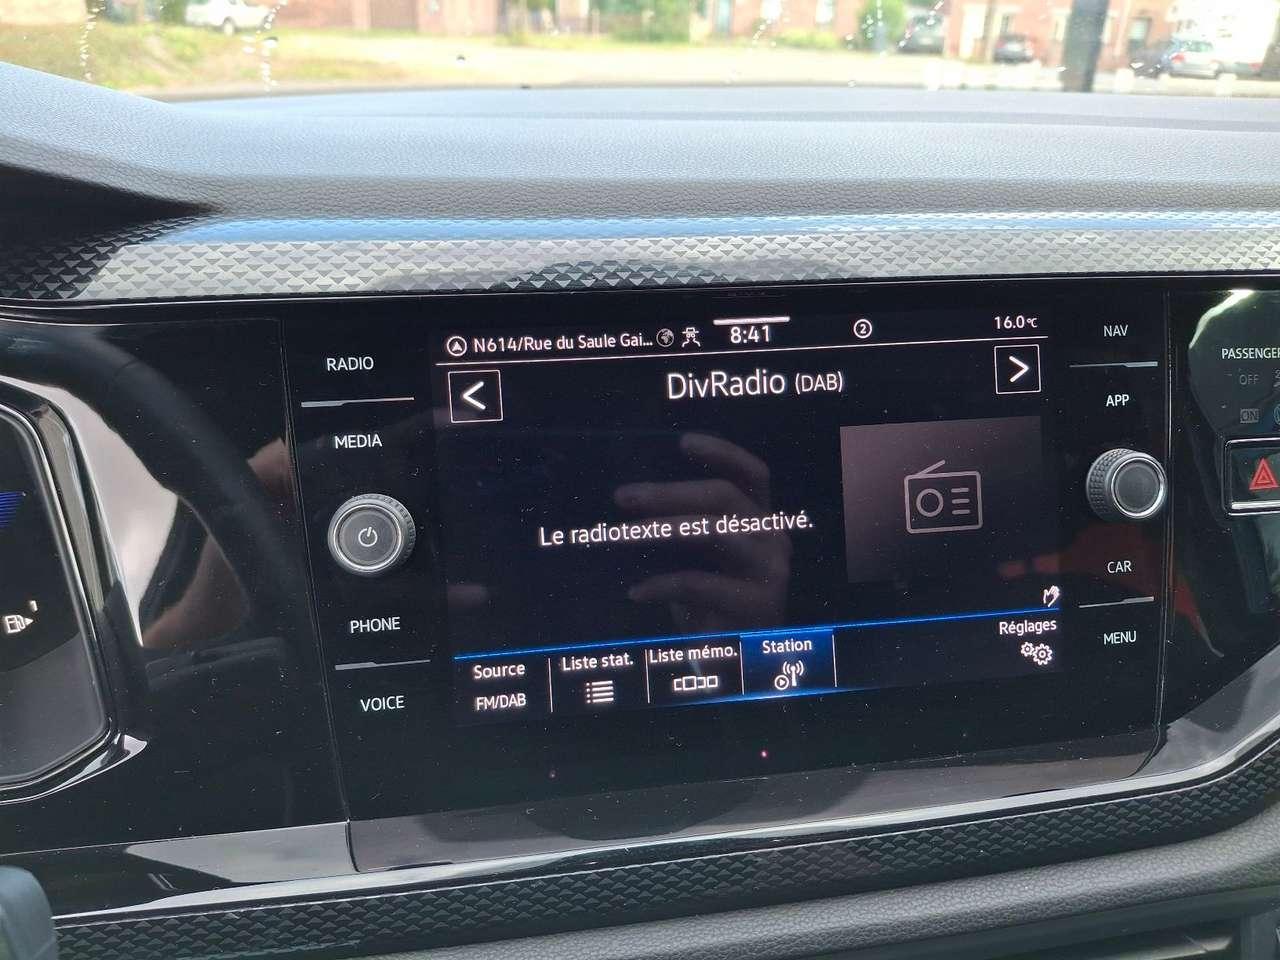 RADIO
MEDIA
PHONE
VOICE
N614/Rue du Saule Gai...
8:41
2
16.0°C
<
DivRadio (DAB)
>
Le radiotexte est désactivé.
Source
FM/DAB
Liste stat.
Liste mémo.
Station
Réglages
NAV
APP
CAR
MENU
PASSENGER
OFF
ON